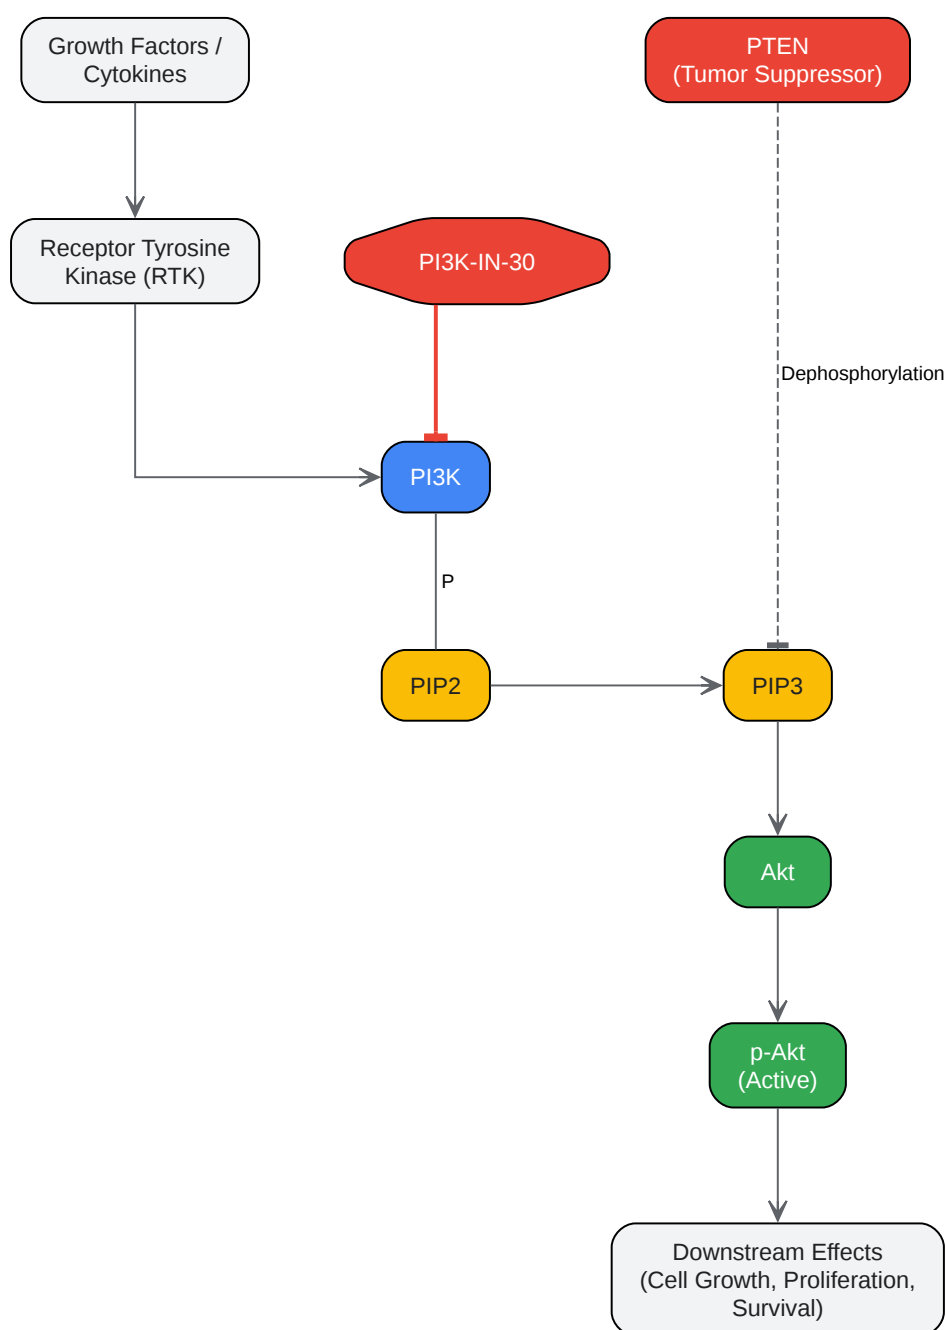 Growth Factors /
Cytokines
PTEN
(Tumor Suppressor)
Receptor Tyrosine
Kinase (RTK)
PI3K-IN-30
Dephosphorylation
PI3K
P
PIP2
PIP3
Akt
p-Akt
(Active)
Downstream Effects
(Cell Growth, Proliferation,
Survival)